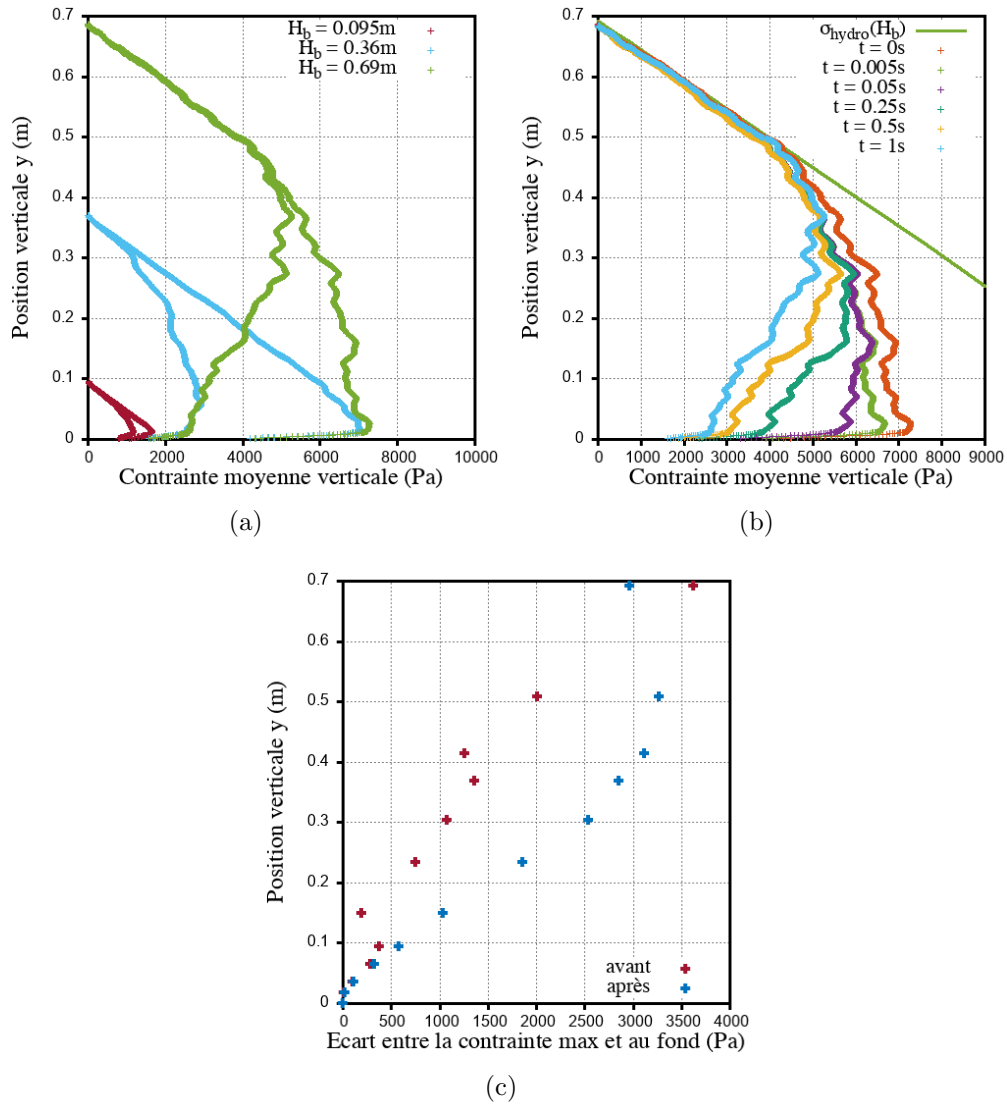 H_b = 0.095m
H_b = 0.36m
H_b = 0.69m
0.7
0.6
0.5
0.4
0.3
0.2
0.1
0
Position verticale y (m)
0 2000 4000 6000 8000 10000
Contrainte moyenne verticale (Pa)
(a)
σ_hydro(H_b)
t = 0s
t = 0.005s
t = 0.05s
t = 0.25s
t = 0.5s
t = 1s
0.7
0.6
0.5
0.4
0.3
0.2
0.1
0
Position verticale y (m)
0 1000 2000 3000 4000 5000 6000 7000 8000 9000
Contrainte moyenne verticale (Pa)
(b)
0.7
0.6
0.5
0.4
0.3
0.2
0.1
0
Position verticale y (m)
avant
après
0 500 1000 1500 2000 2500 3000 3500 4000
Ecart entre la contrainte max et au fond (Pa)
(c)